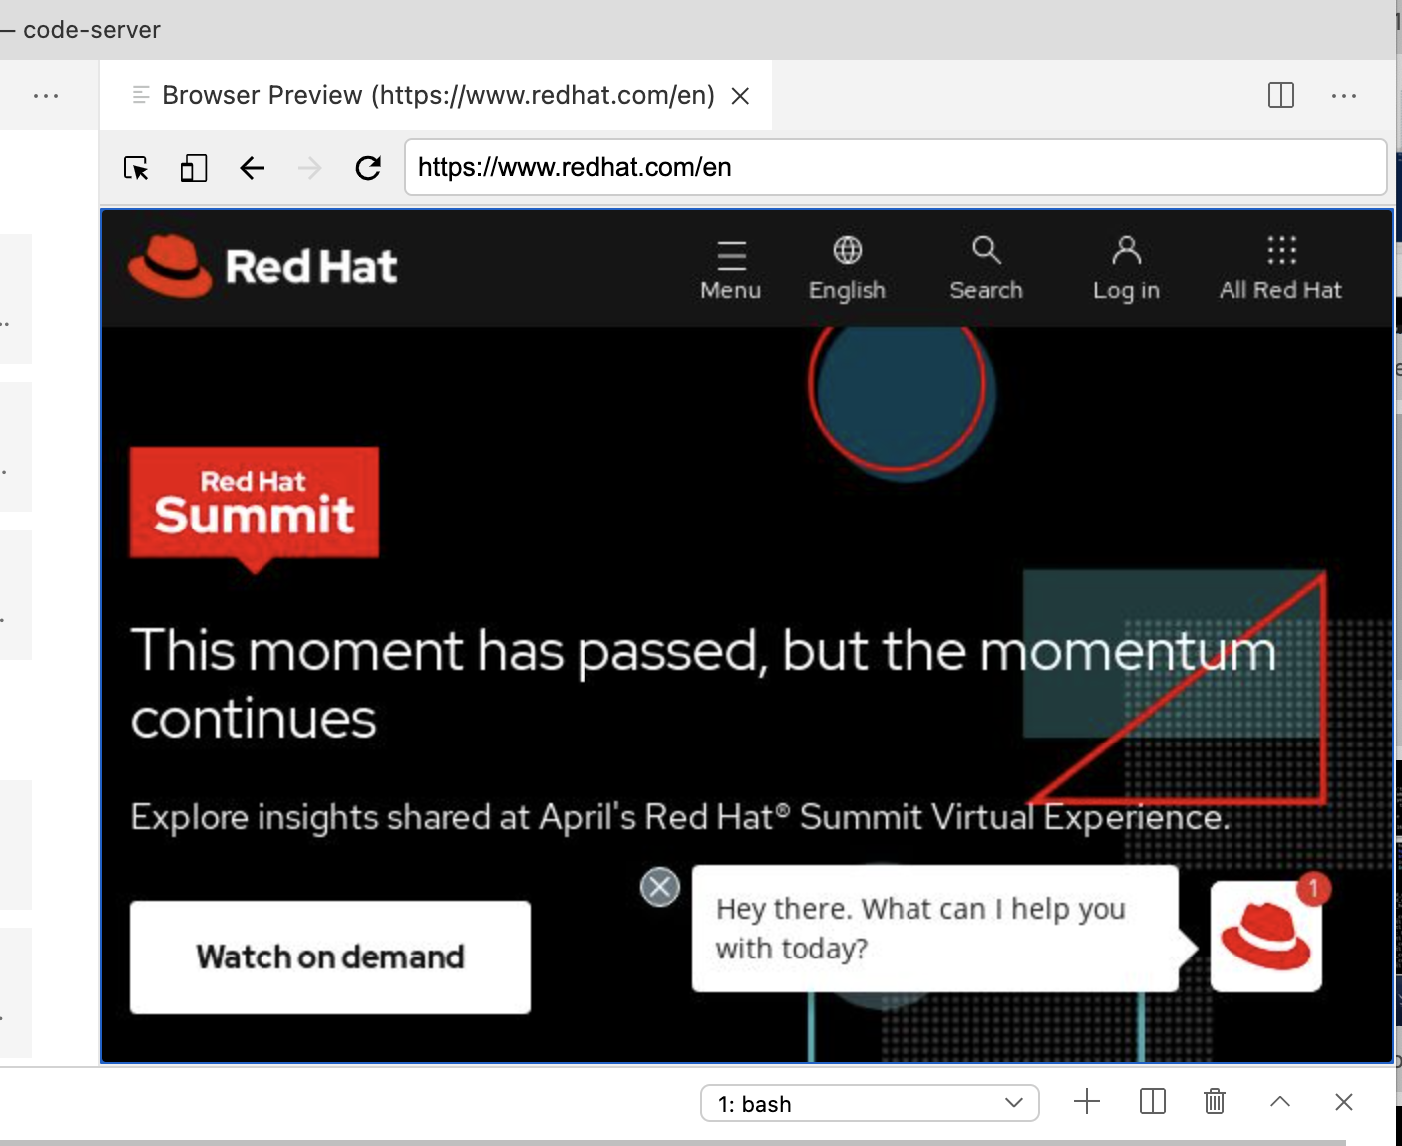 — code-server
Browser Preview (https://www.redhat.com/en)
https://www.redhat.com/en
Red Hat
Menu
English
Search
Log in
All Red Hat
Red Hat
Summit
This moment has passed, but the momentum
continues
Explore insights shared at April's Red Hat® Summit Virtual Experience.
Watch on demand
Hey there. What can I help you
with today?
1
1: bash